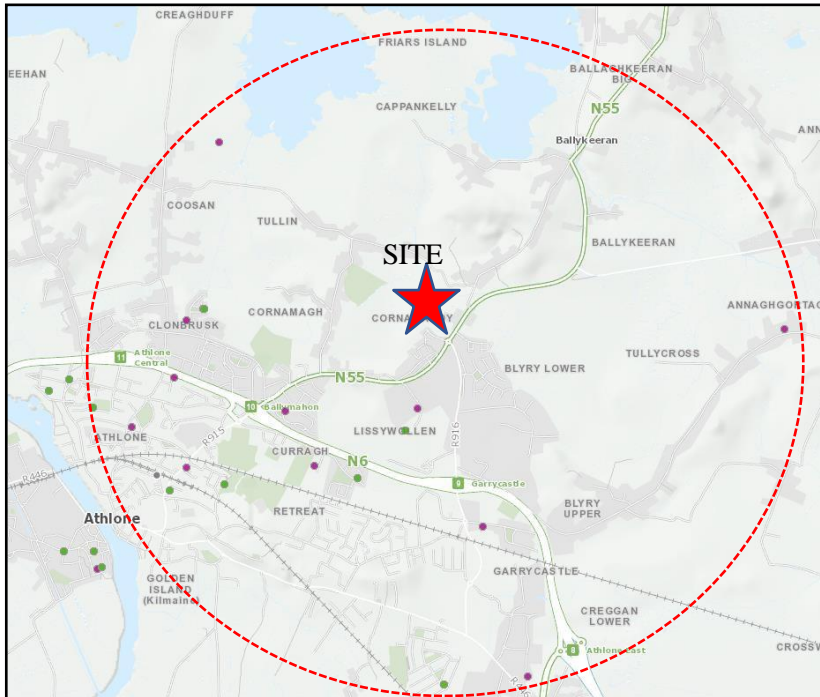 CREAGHDUFF
FRIARS ISLAND
EEHAN
BALLAGHKEERAN
BIG
N55
CAPPANKELLY
ANN
Ballykeeran
COOSAN
TULLIN
BALLYKEERAN
SITE
CORNAMAGH
CLONBRUSK
TULLYCROSS
11
Athlone
Central
BLYRY LOWER
N55
10
Ballymahon
ATHLONE
R915
LISSYWOLLEN
R916
CURRAGH
N6
R446
9
Garrycastle
RETREAT
BLYRY
UPPER
Athlone
GARRYCASTLE
GOLDEN
ISLAND
(Kilmaine)
CREGGAN
LOWER
8
Athlone East
CROSSW